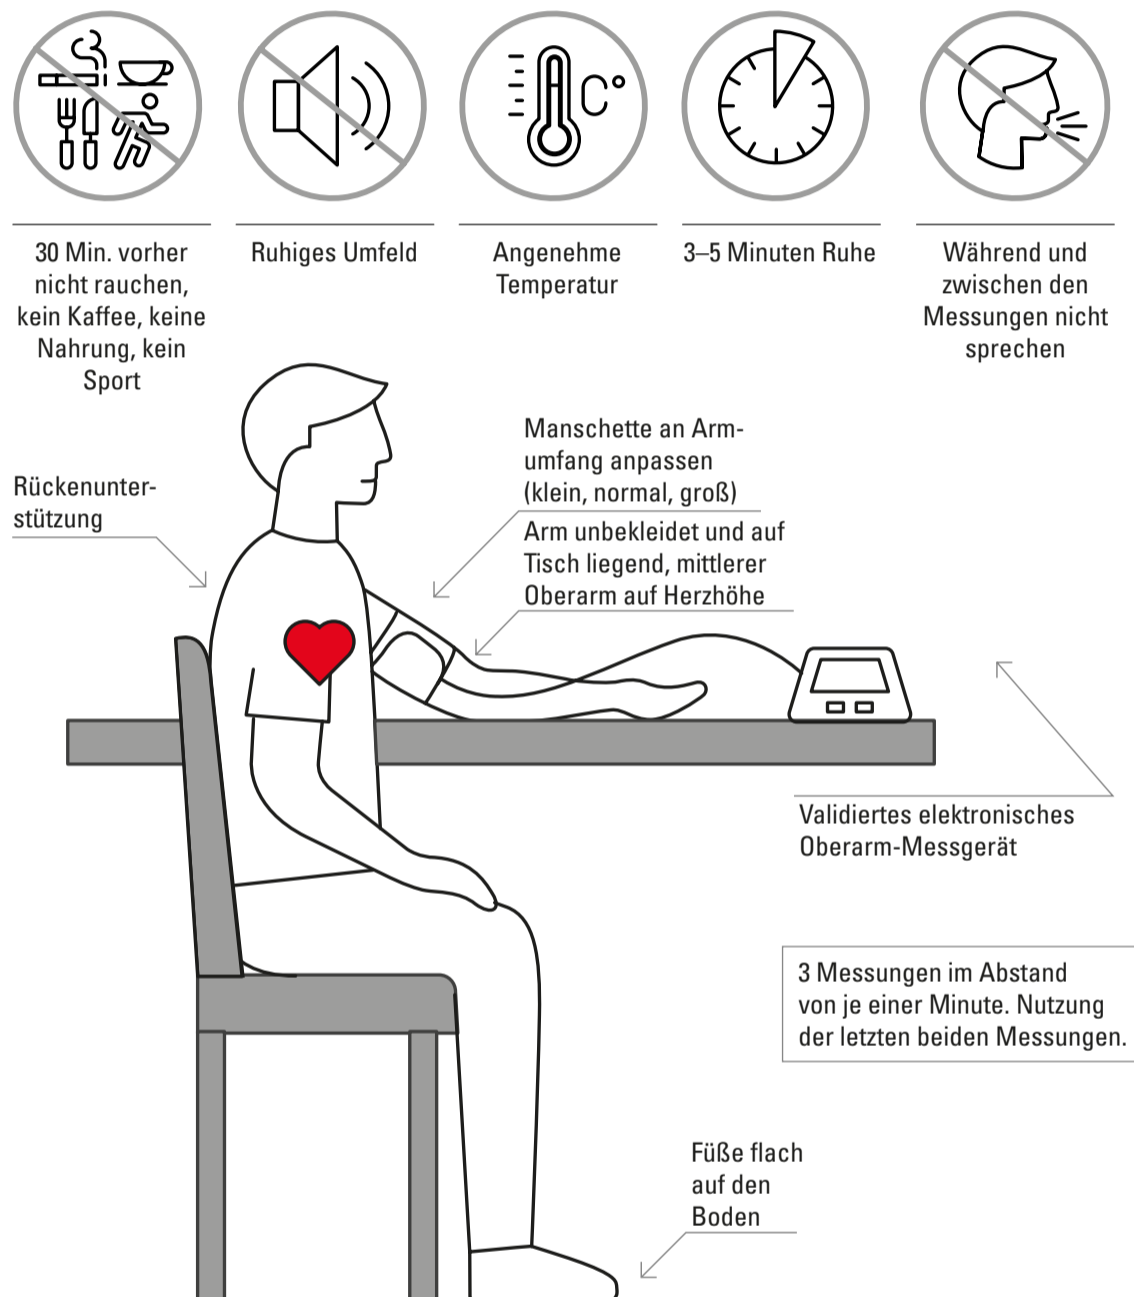 C°
30 Min. vorher
nicht rauchen,
kein Kaffee, keine
Nahrung, kein
Sport
Ruhiges Umfeld
Angenehme
Temperatur
3–5 Minuten Ruhe
Während und
zwischen den
Messungen nicht
sprechen
Rückenunter-
stützung
Manschette an Arm-
umfang anpassen
(klein, normal, groß)
Arm unbekleidet und auf
Tisch liegend, mittlerer
Oberarm auf Herzhöhe
Validiertes elektronisches
Oberarm-Messgerät
3 Messungen im Abstand
von je einer Minute. Nutzung
der letzten beiden Messungen.
Füße flach
auf den
Boden